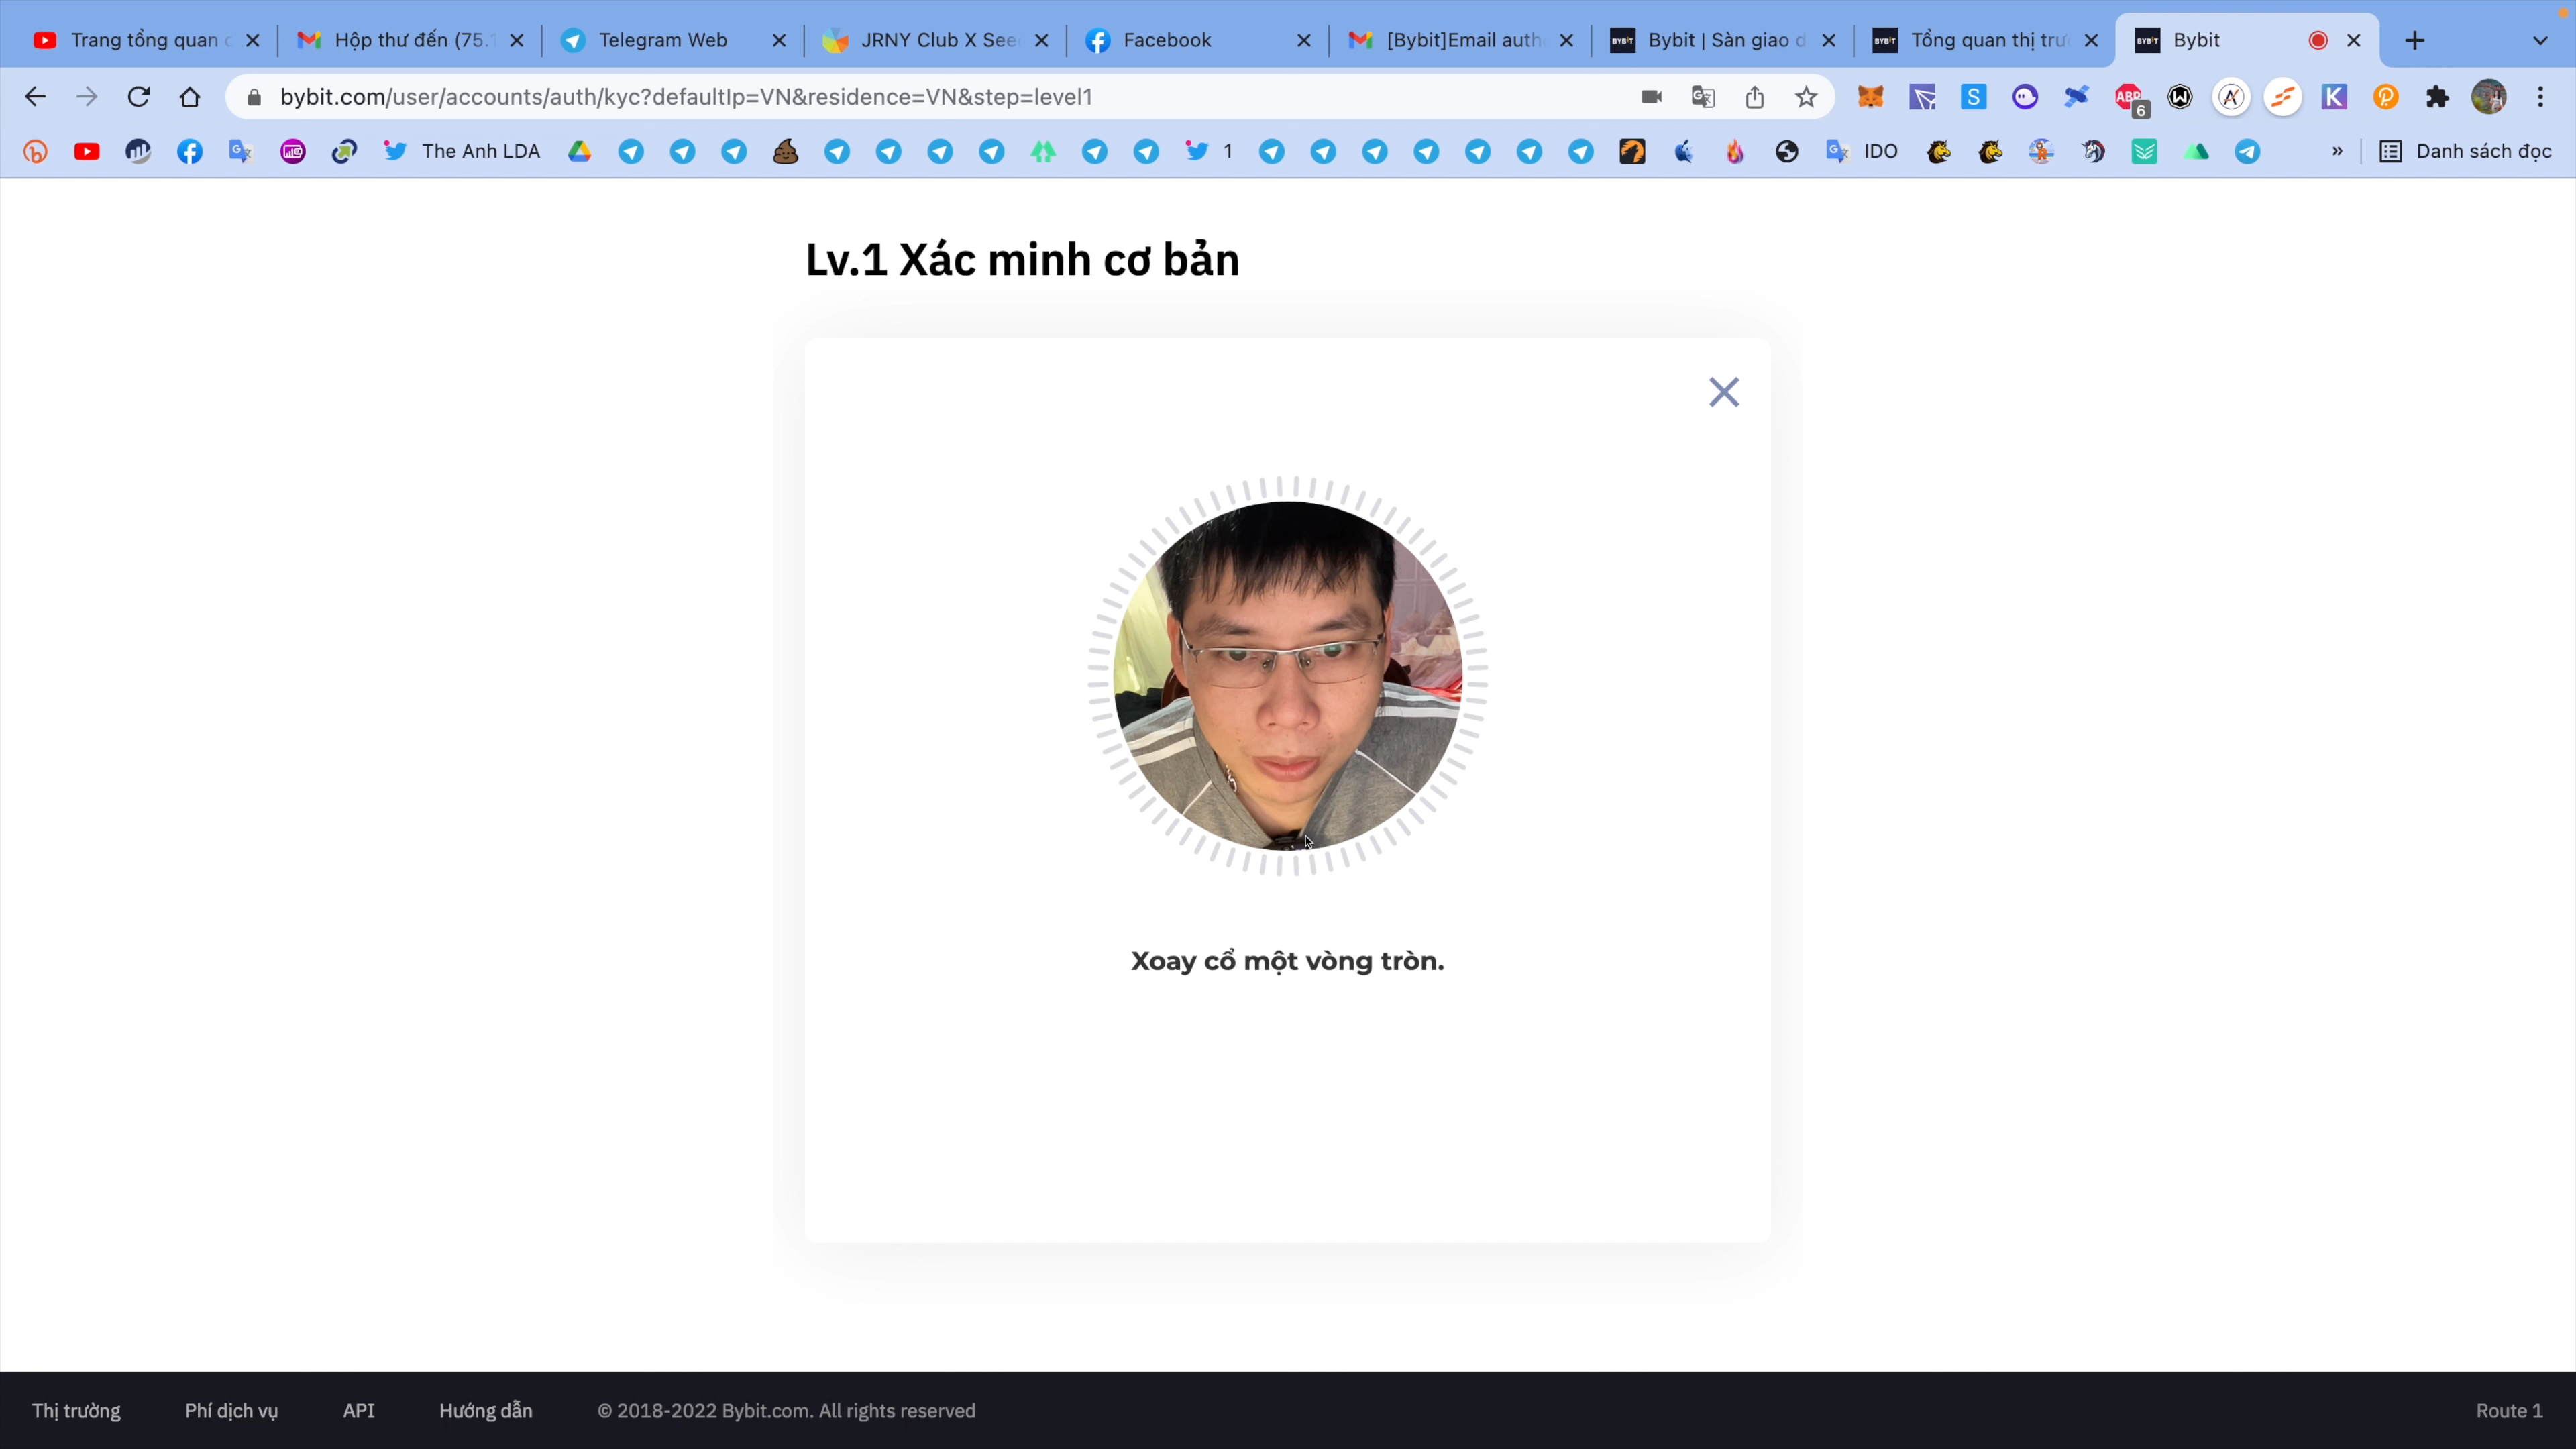 Trang tổng quan c
Hộp thư đến (75.1
Telegram Web
JRNY Club X See
Facebook
[Bybit]Email auth
Bybit | Sàn giao d
Tổng quan thị trư
Bybit
bybit.com/user/accounts/auth/kyc?defaultIp=VN&residence=VN&step=level1
ABP
6
The Anh LDA
1
IDO
»
Danh sách đọc
Lv.1 Xác minh cơ bản
Xoay cổ một vòng tròn.
Thị trường
Phí dịch vụ
API
Hướng dẫn
© 2018-2022 Bybit.com. All rights reserved
Route 1